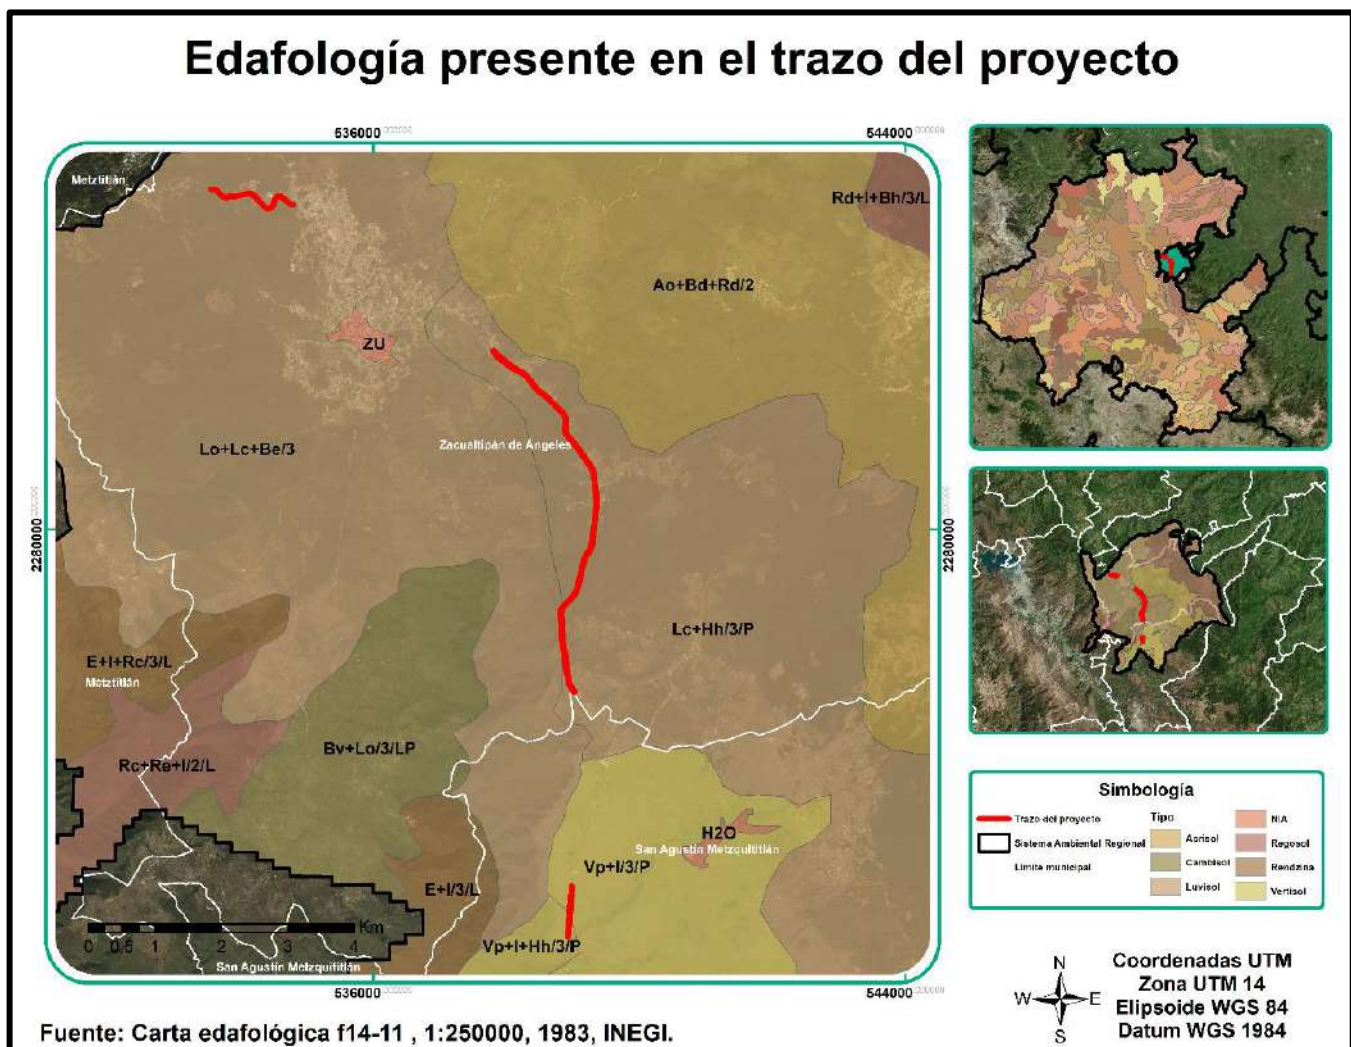 Edafología presente en el trazo del proyecto
536000
544000
Metztitlán
Rd+I+Bh/3/L
Ao+Bd+Rd/2
ZU
Zacualtipán de Ángeles
Lo+Lc+Be/3
2280000
2280000
Lc+Hh/3/P
E+I+Rc/3/L
Metztitlán
Bv+Lo/3/LP
Rc+Re+I/2/L
H2O
San Agustín Metzquititlán
Vp+I/3/P
E+I/3/L
Km
0 0.5 1 2 3 4
Vp+I+Hh/3/P
San Agustín Metzquititlán
536000
544000
Simbología
Trazo del proyecto
Sistema Ambiental Regional
Límite municipal
Tipo
Acrisol
Cambisol
Luvisol
N/A
Regosol
Rendzina
Vertisol
N
W E
S
Coordenadas UTM
Zona UTM 14
Elipsoide WGS 84
Datum WGS 1984
Fuente: Carta edafológica f14-11 , 1:250000, 1983, INEGI.